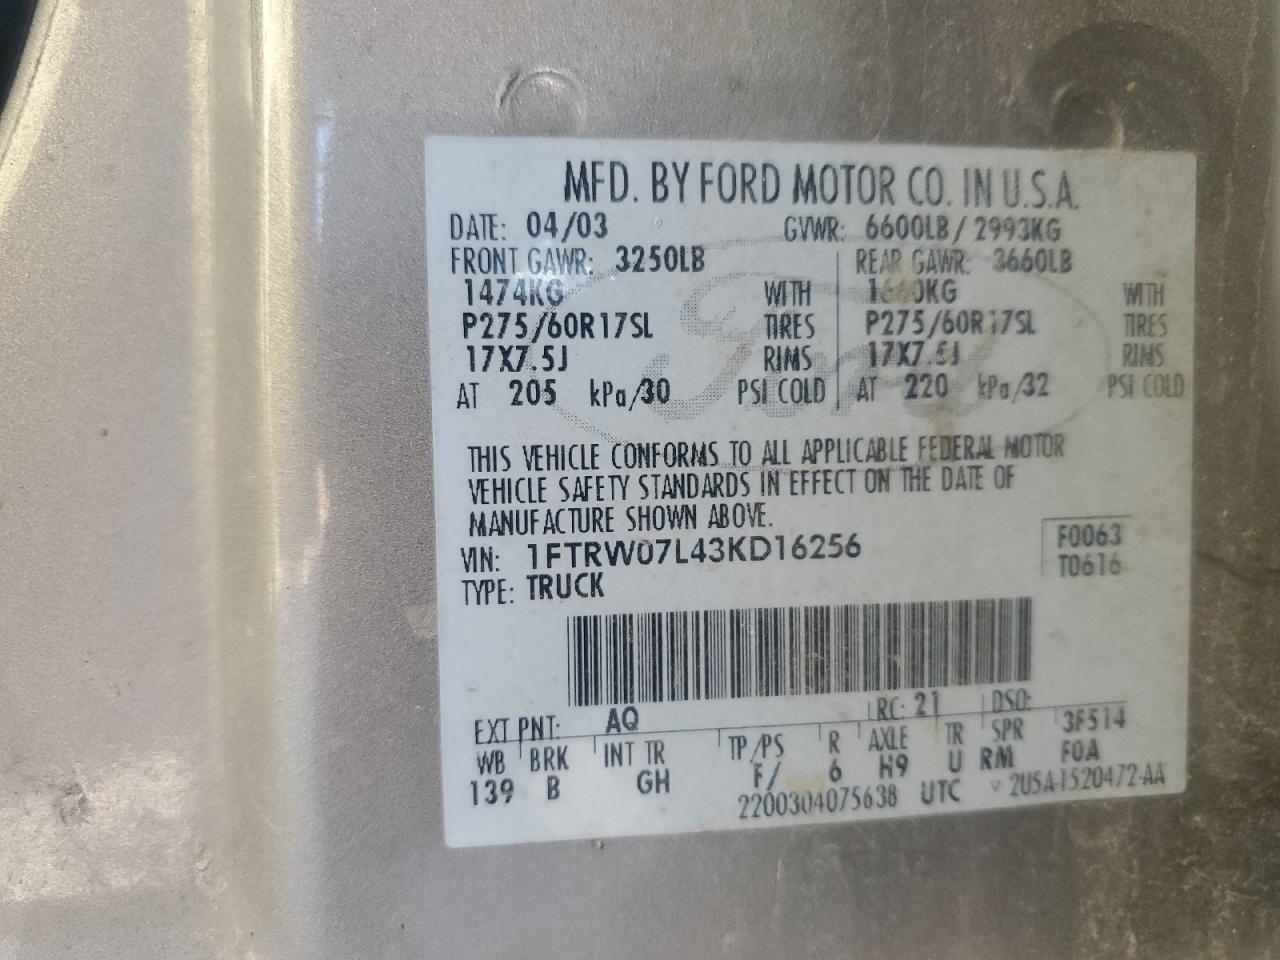 MFD. BY FORD MOTOR CO. IN U.S.A.
DATE: 04/03 GVWR: 6600LB / 2993KG
FRONT GAWR: 3250LB REAR GAWR: 3660LB
1474KG WITH 1660KG WITH
P275/60R17SL TIRES P275/60R17SL TIRES
17X7.5J RIMS 17X7.5J RIMS
AT 205 kPa/30 PSI COLD AT 220 kPa/32 PSI COLD
THIS VEHICLE CONFORMS TO ALL APPLICABLE FEDERAL MOTOR
VEHICLE SAFETY STANDARDS IN EFFECT ON THE DATE OF
MANUFACTURE SHOWN ABOVE.
VIN: 1FTRW07L43KD16256 F0063
TYPE: TRUCK T0616
EXT PNT: AQ RC: 21 DSO:
WB BRK INT TR TP/PS R AXLE TR SPR 3F514
139 B GH F/ 6 H9 U RM F0A
2200304075638 UTC ▽ 2U5A-1520472-AA